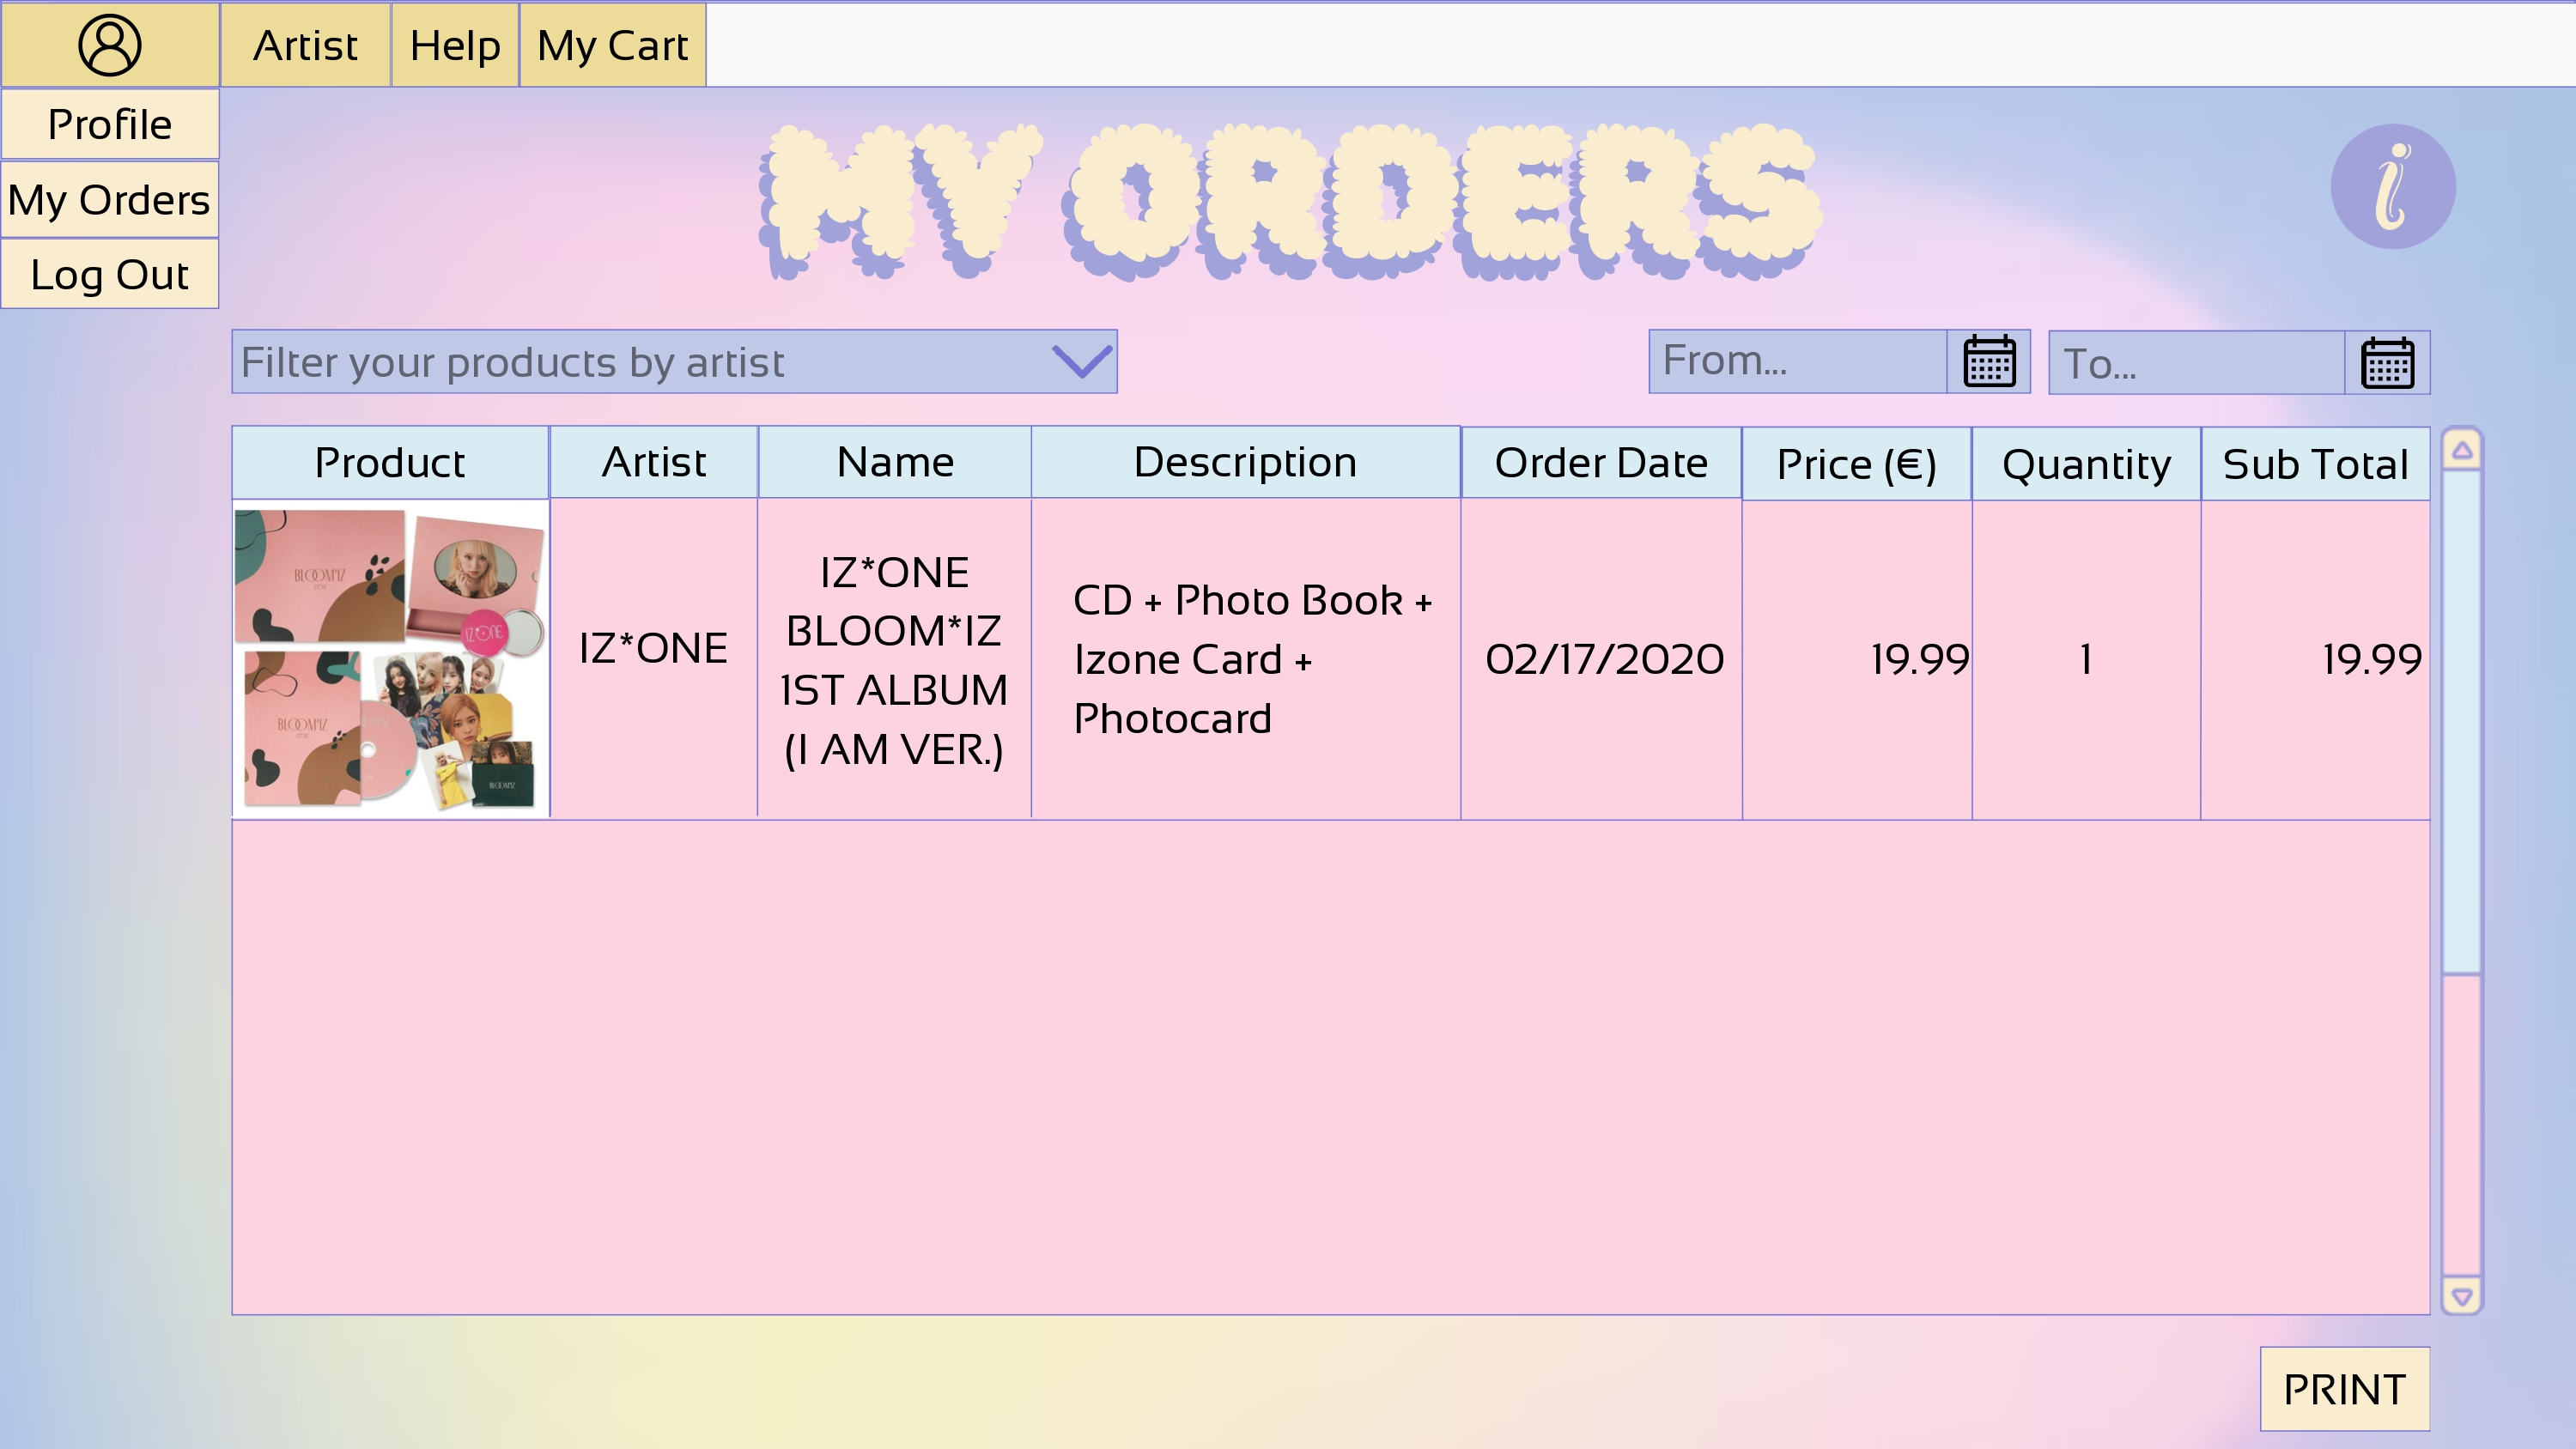 Artist
Help
My Cart
Profile
My Orders
Log Out
MY ORDERS
i
Filter your products by artist
From...
To...
Product
Artist
Name
Description
Order Date
Price (€)
Quantity
Sub Total
BLOOM*IZ
IZ*ONE
BLOOM*IZ
BLOOM*IZ
IZ*ONE
IZ*ONE
BLOOM*IZ
1ST ALBUM
(I AM VER.)
CD + Photo Book +
Izone Card +
Photocard
02/17/2020
19.99
1
19.99
PRINT